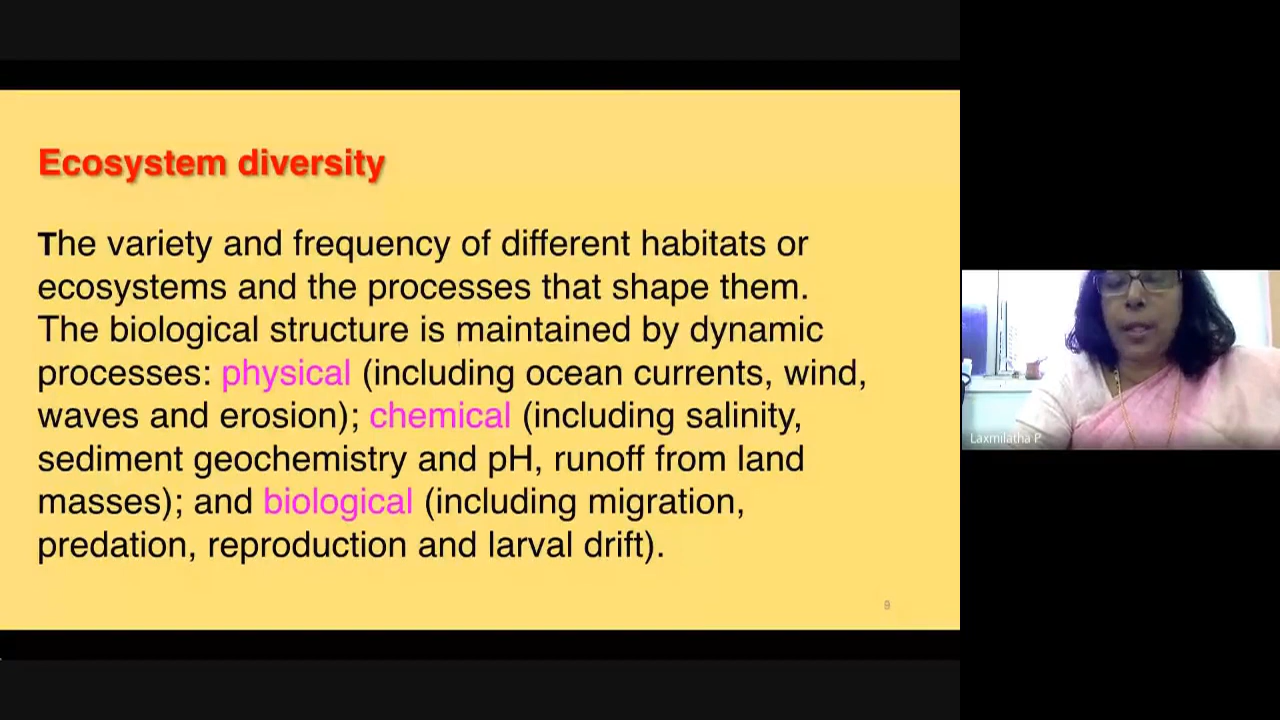 Ecosystem diversity
The variety and frequency of different habitats or
ecosystems and the processes that shape them.
The biological structure is maintained by dynamic
processes: physical (including ocean currents, wind,
waves and erosion); chemical (including salinity,
sediment geochemistry and pH, runoff from land
masses); and biological (including migration,
predation, reproduction and larval drift).
9
Laxmilatha P